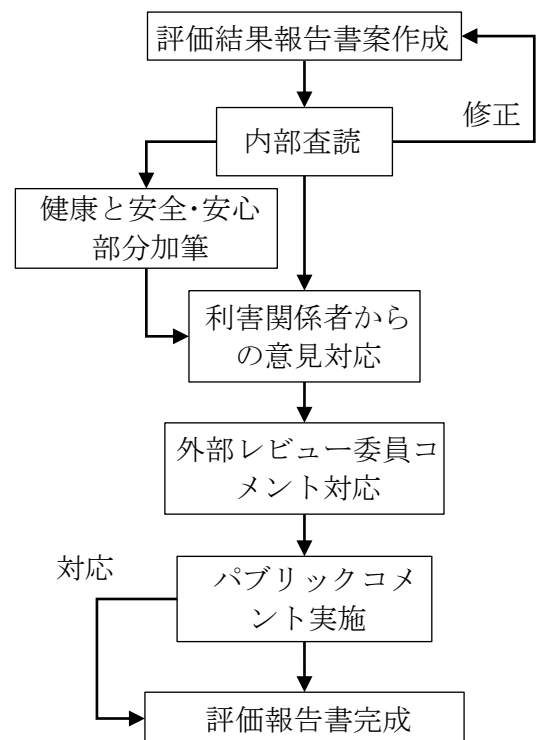 評価結果報告書案作成
修正
内部査読
健康と安全･安心
部分加筆
利害関係者から
の意見対応
外部レビュー委員コ
メント対応
対応
パブリックコメ
ント実施
評価報告書完成